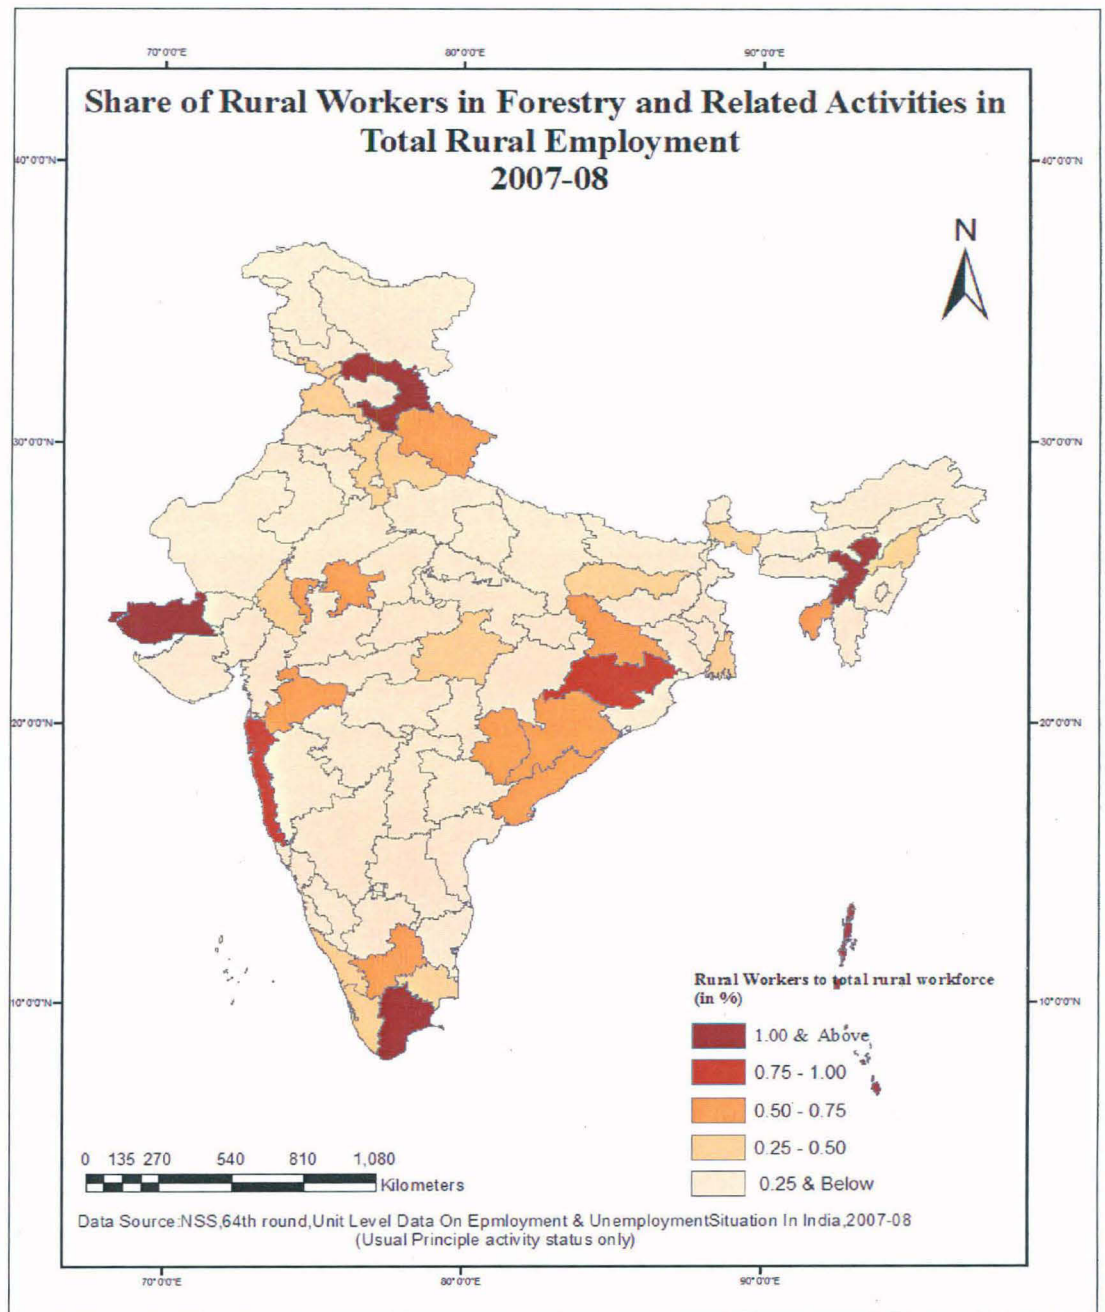 70°0'0"E 80°0'0"E 90°0'0"E
Share of Rural Workers in Forestry and Related Activities in
Total Rural Employment
2007-08
40°0'0"N 40°0'0"N
N
30°0'0"N 30°0'0"N
20°0'0"N 20°0'0"N
10°0'0"N 10°0'0"N
Rural Workers to total rural workforce
(in %)
1.00 & Above
0.75 - 1.00
0.50 - 0.75
0.25 - 0.50
0.25 & Below
0 135 270 540 810 1,080
Kilometers
Data Source:NSS,64th round,Unit Level Data On Epmloyment & UnemploymentSituation In India,2007-08
(Usual Principle activity status only)
70°0'0"E 80°0'0"E 90°0'0"E